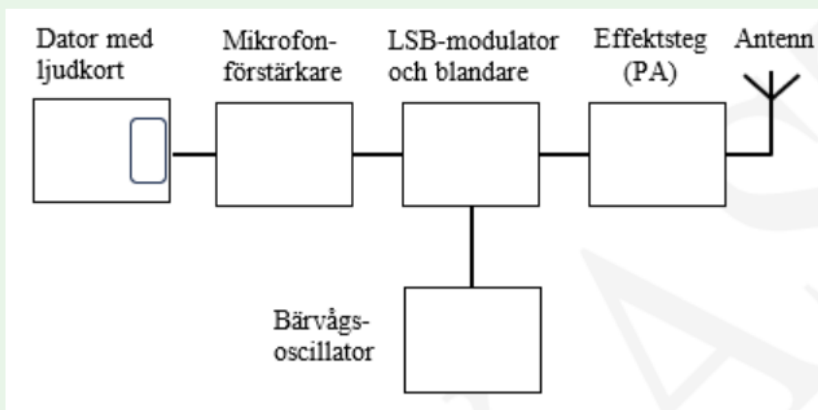 Dator med
ljudkort
Mikrofon-
förstärkare
LSB-modulator
och blandare
Effektsteg
(PA)
Antenn
Bärvågs-
oscillator